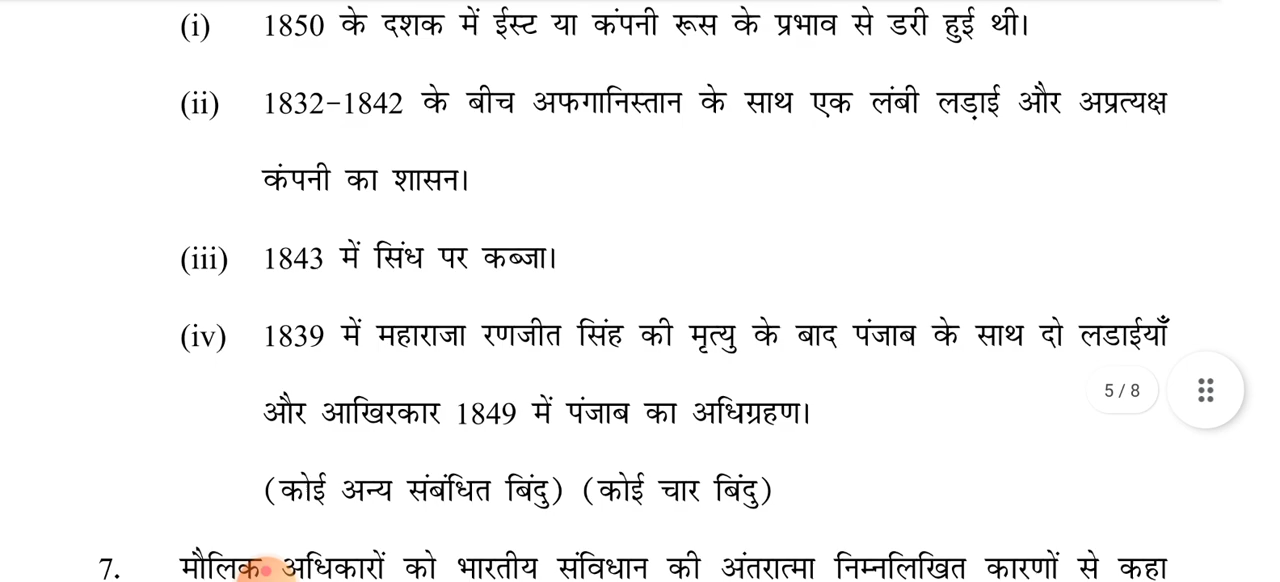 (i) 1850 के दशक में ईस्ट या कंपनी रूस के प्रभाव से डरी हुई थी।
(ii) 1832-1842 के बीच अफगानिस्तान के साथ एक लंबी लड़ाई और अप्रत्यक्ष
कंपनी का शासन।
(iii) 1843 में सिंध पर कब्जा।
(iv) 1839 में महाराजा रणजीत सिंह की मृत्यु के बाद पंजाब के साथ दो लडाईयाँ
5 / 8
और आखिरकार 1849 में पंजाब का अधिग्रहण।
(कोई अन्य संबंधित बिंदु) (कोई चार बिंदु)
7. मौलिक अधिकारों को भारतीय संविधान की अंतरात्मा निम्नलिखित कारणों से कहा